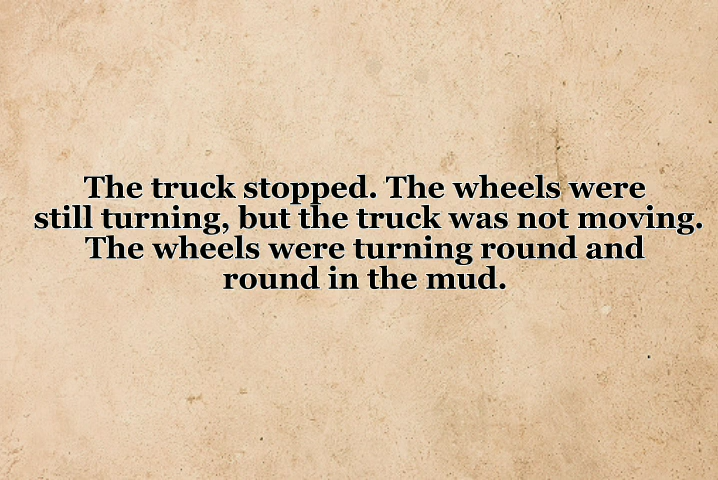 The truck stopped. The wheels were
still turning, but the truck was not moving.
The wheels were turning round and
round in the mud.